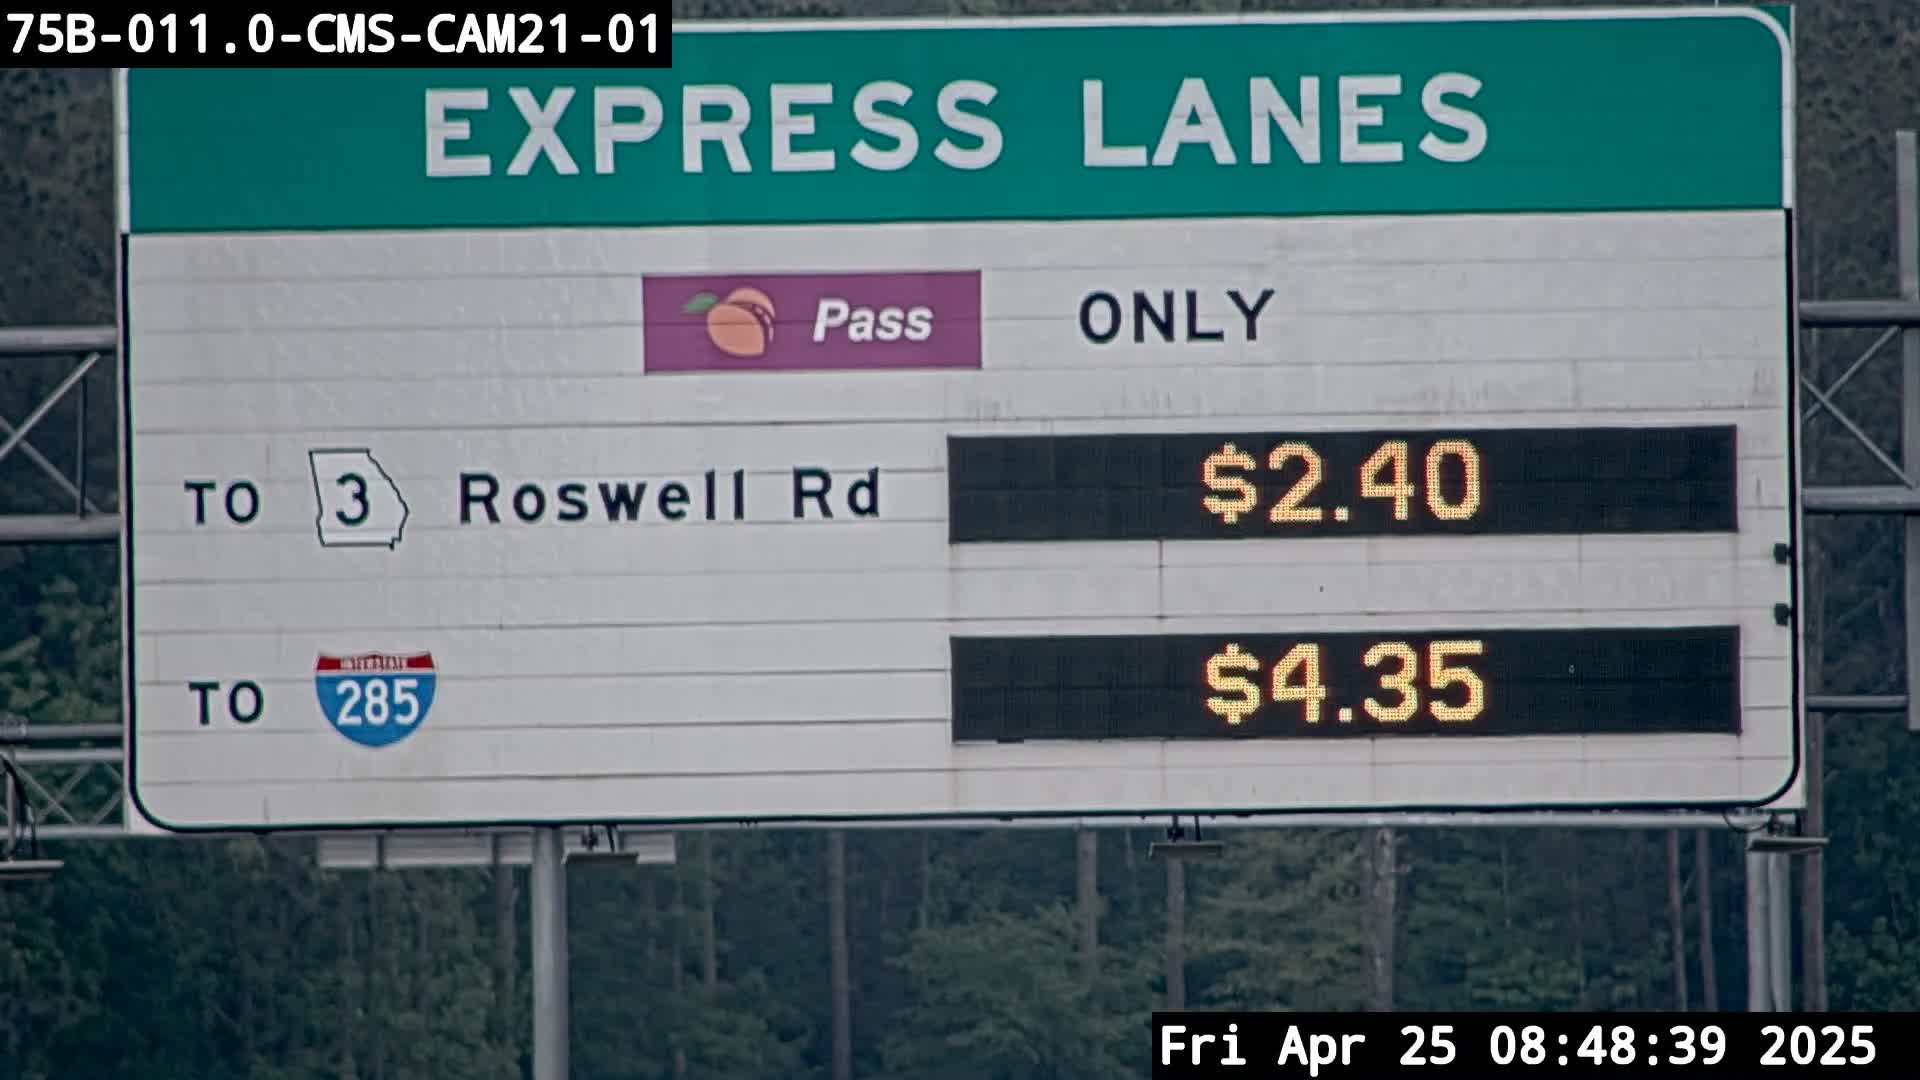 75B-011.0-CMS-CAM21-01
EXPRESS LANES
Pass ONLY
TO 3 Roswell Rd $2.40
TO INTERSTATE 285 $4.35
Fri Apr 25 08:48:39 2025